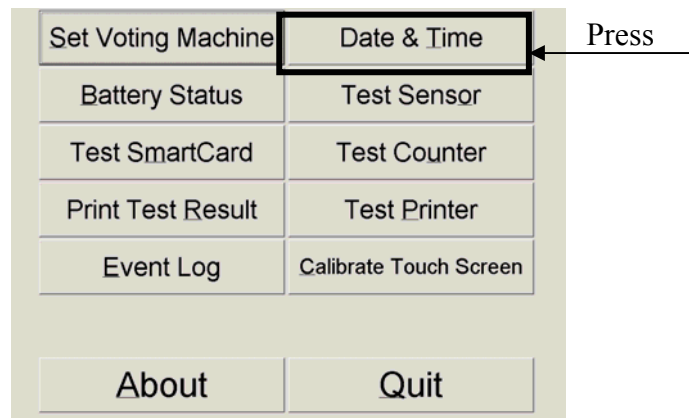 Set Voting Machine Date & Time Press
Battery Status Test Sensor
Test SmartCard Test Counter
Print Test Result Test Printer
Event Log Calibrate Touch Screen
About Quit